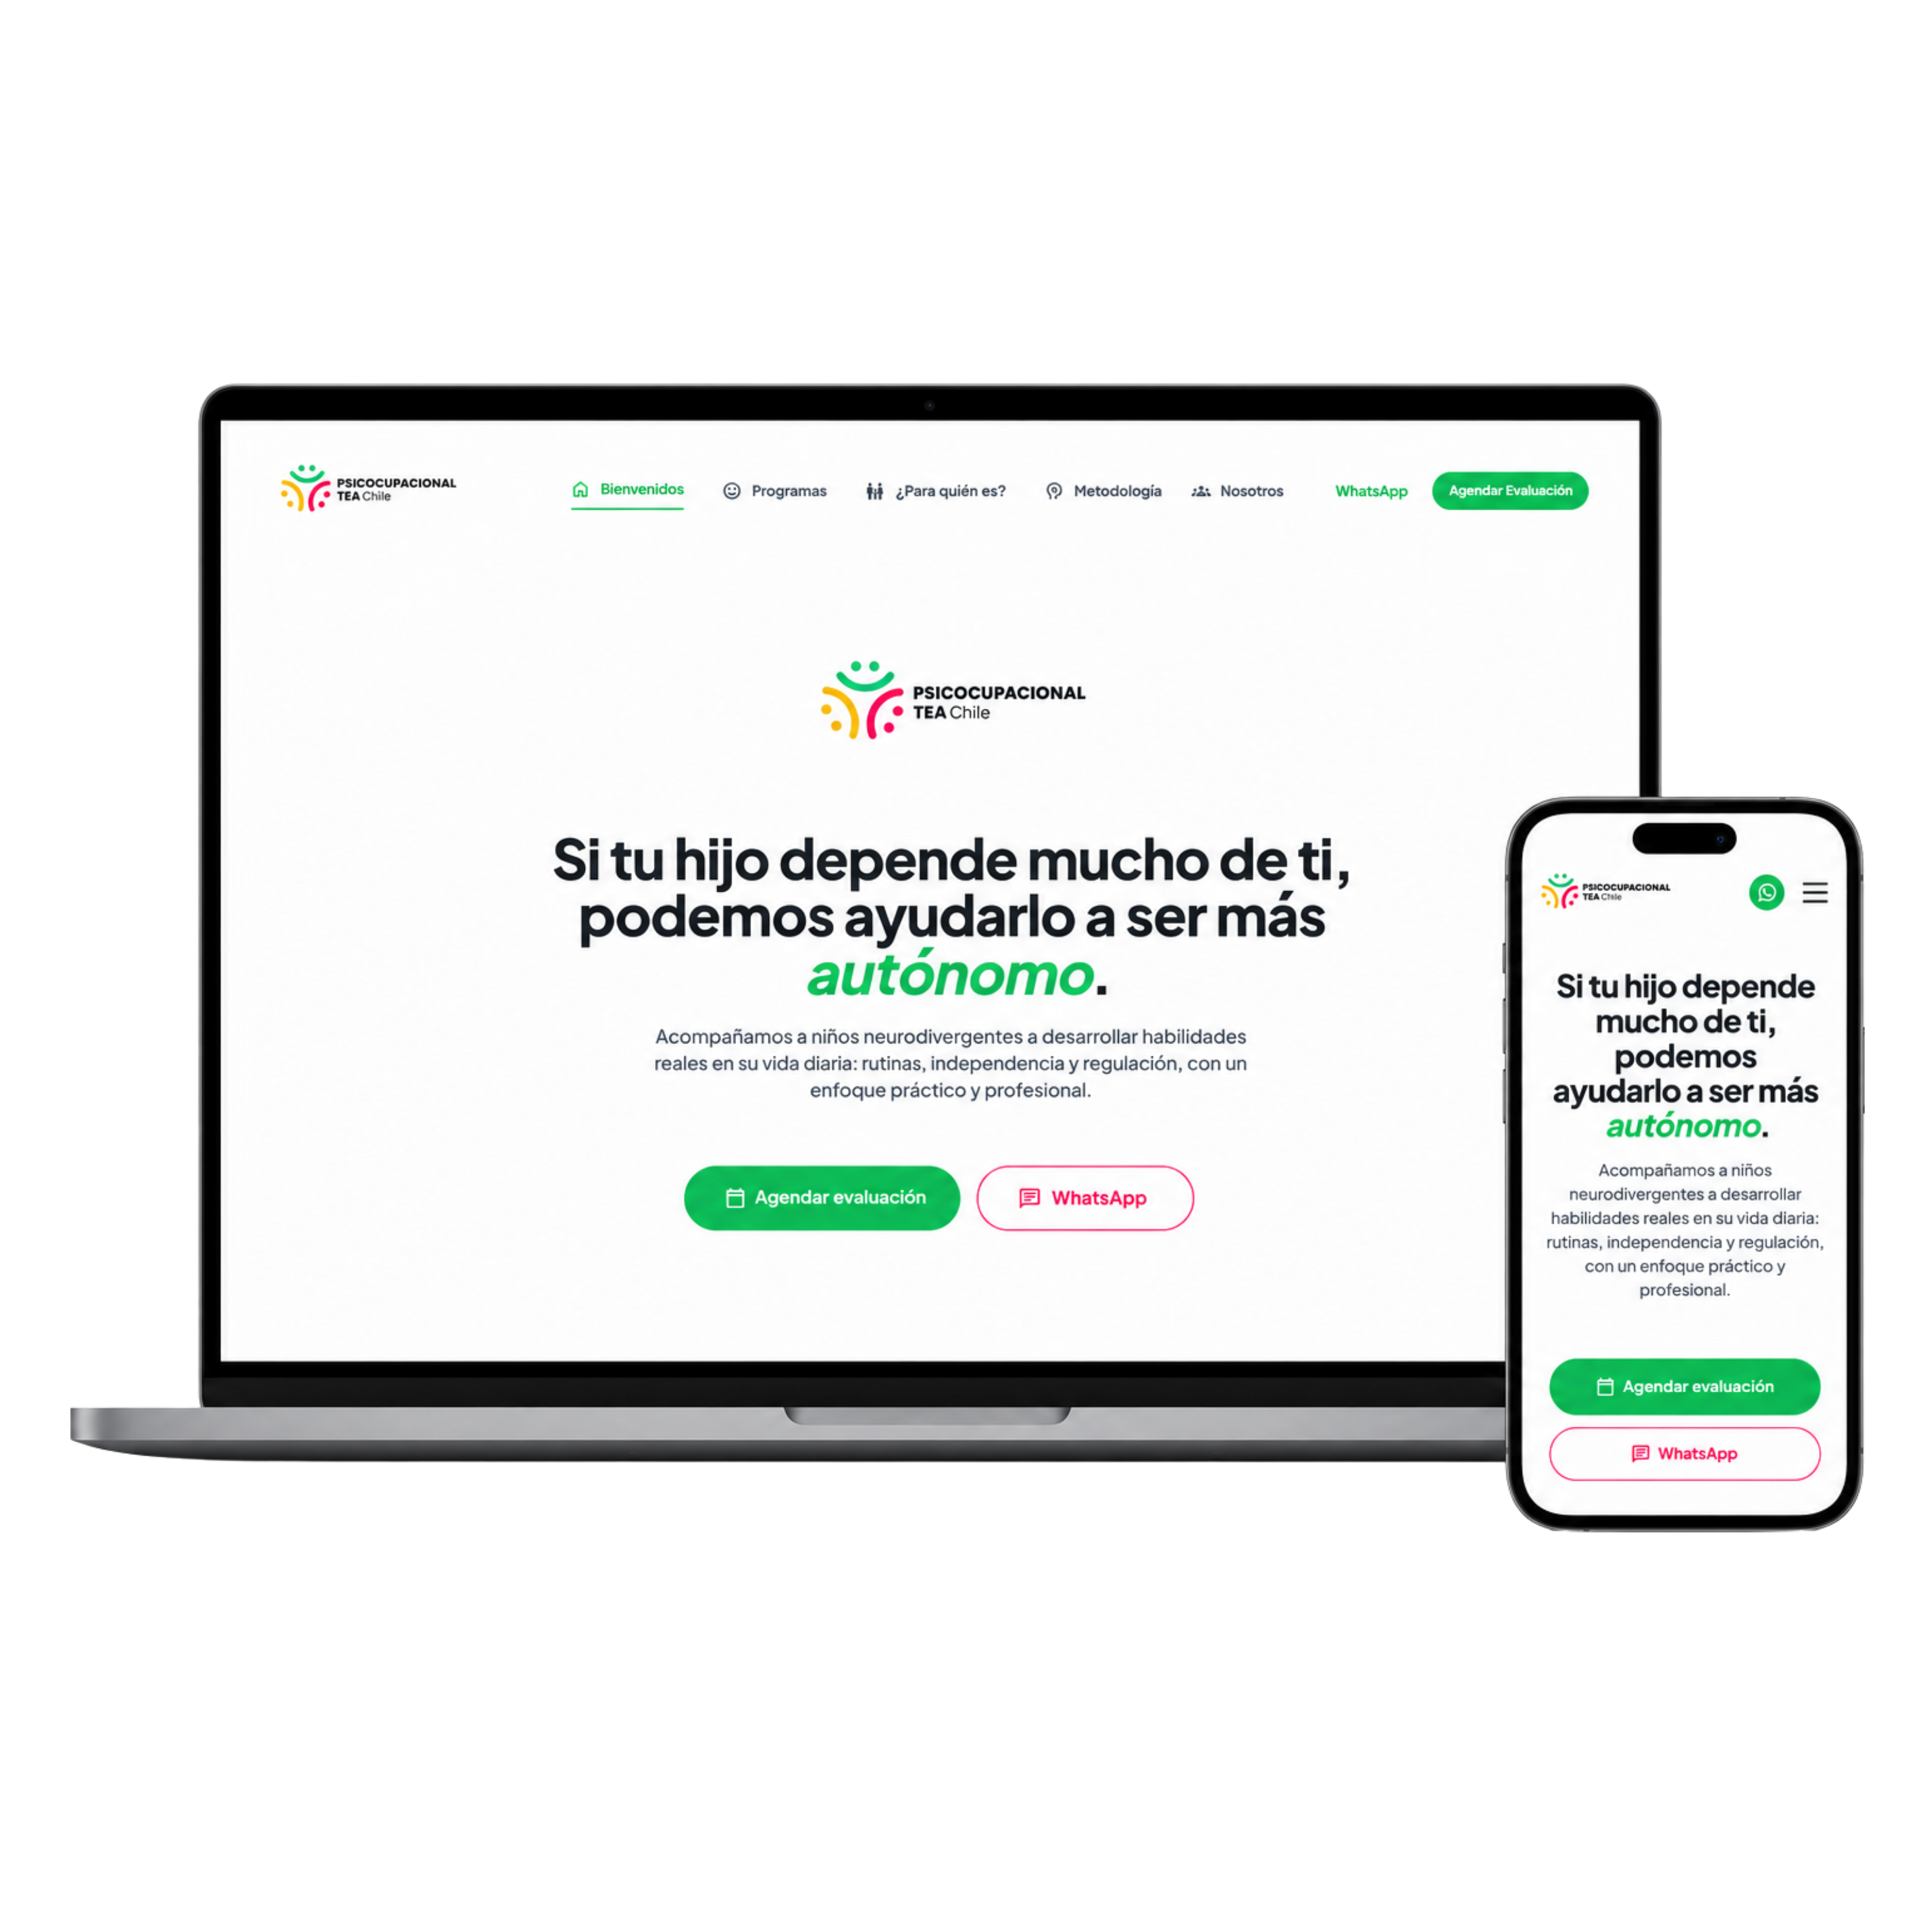 PSICOCUPACIONAL
TEA Chile
Bienvenidos
Programas
¿Para quién es?
Metodología
Nosotros
WhatsApp
Agendar Evaluación
PSICOCUPACIONAL
TEA Chile
Si tu hijo depende mucho de ti,
podemos ayudarlo a ser más
autónomo.
Acompañamos a niños neurodivergentes a desarrollar habilidades
reales en su vida diaria: rutinas, independencia y regulación, con un
enfoque práctico y profesional.
Agendar evaluación
WhatsApp
PSICOCUPACIONAL
TEA Chile
Si tu hijo depende
mucho de ti,
podemos
ayudarlo a ser más
autónomo.
Acompañamos a niños
neurodivergentes a desarrollar
habilidades reales en su vida diaria:
rutinas, independencia y regulación,
con un enfoque práctico y
profesional.
Agendar evaluación
WhatsApp